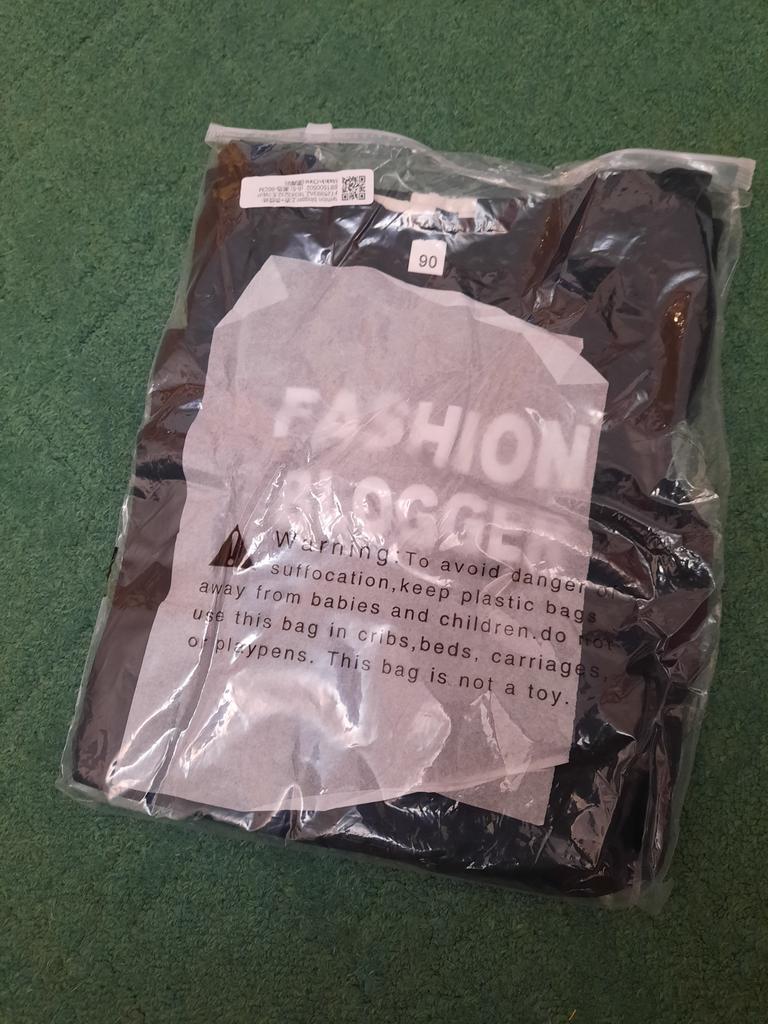 90
FASHION
BLOGGER
Warning:To avoid danger of
suffocation,keep plastic bags
away from babies and children.do not
use this bag in cribs,beds, carriages,
or playpens. This bag is not a toy.